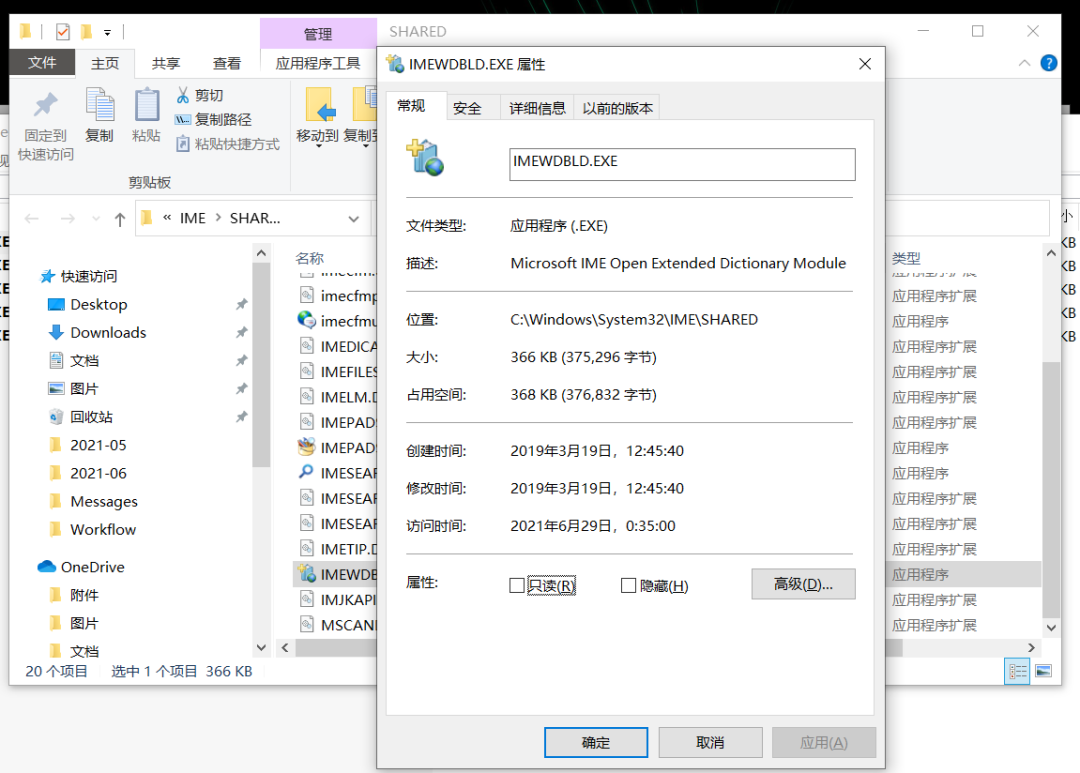 管理
SHARED
文件
主页
共享
查看
应用程序工具
固定到
快速访问
复制
粘贴
剪切
复制路径
粘贴快捷方式
移动到
剪贴板
« IME > SHAR...
快速访问
Desktop
Downloads
文档
图片
回收站
2021-05
2021-06
Messages
Workflow
OneDrive
附件
图片
文档
名称
imecfmp
imecfmu
IMEDICA
IMEFILES
IMELM.D
IMEPADS
IMEPADS
IMESEAR
IMESEAR
IMESEAR
IMETIP.D
IMEWDB
IMJKAPI
MSCAND
20 个项目
选中 1 个项目 366 KB
IMEWDBLD.EXE 属性
常规
安全
详细信息
以前的版本
IMEWDBLD.EXE
文件类型:
应用程序 (.EXE)
描述:
Microsoft IME Open Extended Dictionary Module
位置:
C:\Windows\System32\IME\SHARED
大小:
366 KB (375,296 字节)
占用空间:
368 KB (376,832 字节)
创建时间:
2019年3月19日，12:45:40
修改时间:
2019年3月19日，12:45:40
访问时间:
2021年6月29日，0:35:00
属性:
只读(R)
隐藏(H)
高级(D)...
确定
取消
应用(A)
类型
应用程序扩展
应用程序扩展
应用程序
应用程序扩展
应用程序扩展
应用程序扩展
应用程序扩展
应用程序
应用程序
应用程序扩展
应用程序扩展
应用程序扩展
应用程序
应用程序扩展
应用程序扩展
小
KB
KB
KB
KB
KB